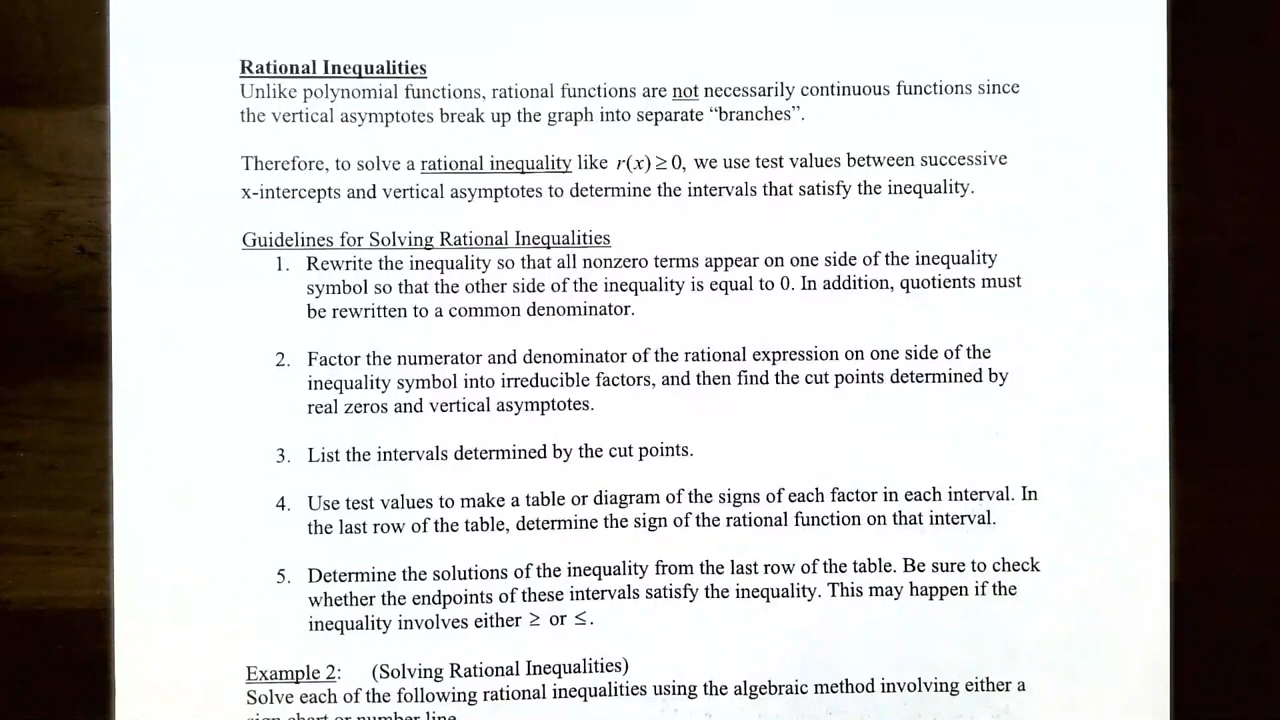 Rational Inequalities
Unlike polynomial functions, rational functions are not necessarily continuous functions since
the vertical asymptotes break up the graph into separate “branches”.
Therefore, to solve a rational inequality like r(x) ≥ 0, we use test values between successive
x-intercepts and vertical asymptotes to determine the intervals that satisfy the inequality.
Guidelines for Solving Rational Inequalities
1. Rewrite the inequality so that all nonzero terms appear on one side of the inequality
symbol so that the other side of the inequality is equal to 0. In addition, quotients must
be rewritten to a common denominator.
2. Factor the numerator and denominator of the rational expression on one side of the
inequality symbol into irreducible factors, and then find the cut points determined by
real zeros and vertical asymptotes.
3. List the intervals determined by the cut points.
4. Use test values to make a table or diagram of the signs of each factor in each interval. In
the last row of the table, determine the sign of the rational function on that interval.
5. Determine the solutions of the inequality from the last row of the table. Be sure to check
whether the endpoints of these intervals satisfy the inequality. This may happen if the
inequality involves either ≥ or ≤.
Example 2: (Solving Rational Inequalities)
Solve each of the following rational inequalities using the algebraic method involving either a
sign chart or number line